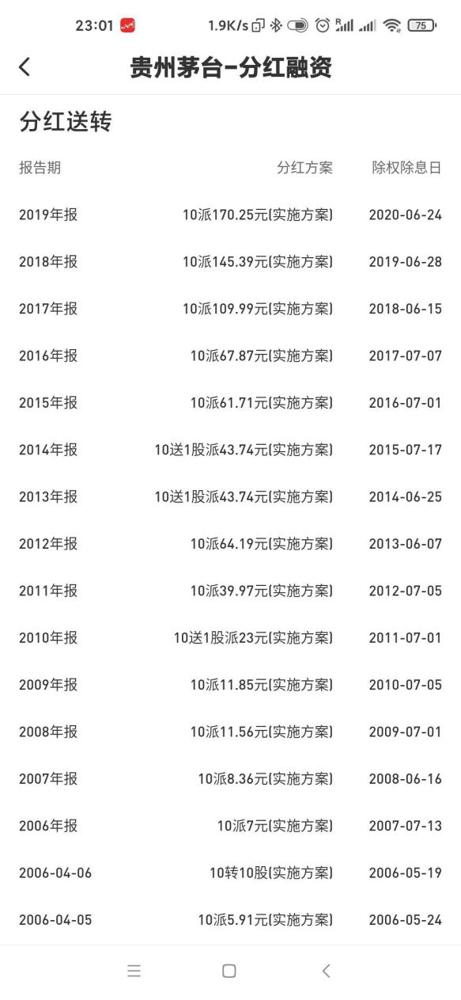 23:01 1.9K/s R 75
贵州茅台-分红融资
分红送转
报告期 分红方案 除权除息日
2019年报 10派170.25元(实施方案) 2020-06-24
2018年报 10派145.39元(实施方案) 2019-06-28
2017年报 10派109.99元(实施方案) 2018-06-15
2016年报 10派67.87元(实施方案) 2017-07-07
2015年报 10派61.71元(实施方案) 2016-07-01
2014年报 10送1股派43.74元(实施方案) 2015-07-17
2013年报 10送1股派43.74元(实施方案) 2014-06-25
2012年报 10派64.19元(实施方案) 2013-06-07
2011年报 10派39.97元(实施方案) 2012-07-05
2010年报 10送1股派23元(实施方案) 2011-07-01
2009年报 10派11.85元(实施方案) 2010-07-05
2008年报 10派11.56元(实施方案) 2009-07-01
2007年报 10派8.36元(实施方案) 2008-06-16
2006年报 10派7元(实施方案) 2007-07-13
2006-04-06 10转10股(实施方案) 2006-05-19
2006-04-05 10派5.91元(实施方案) 2006-05-24